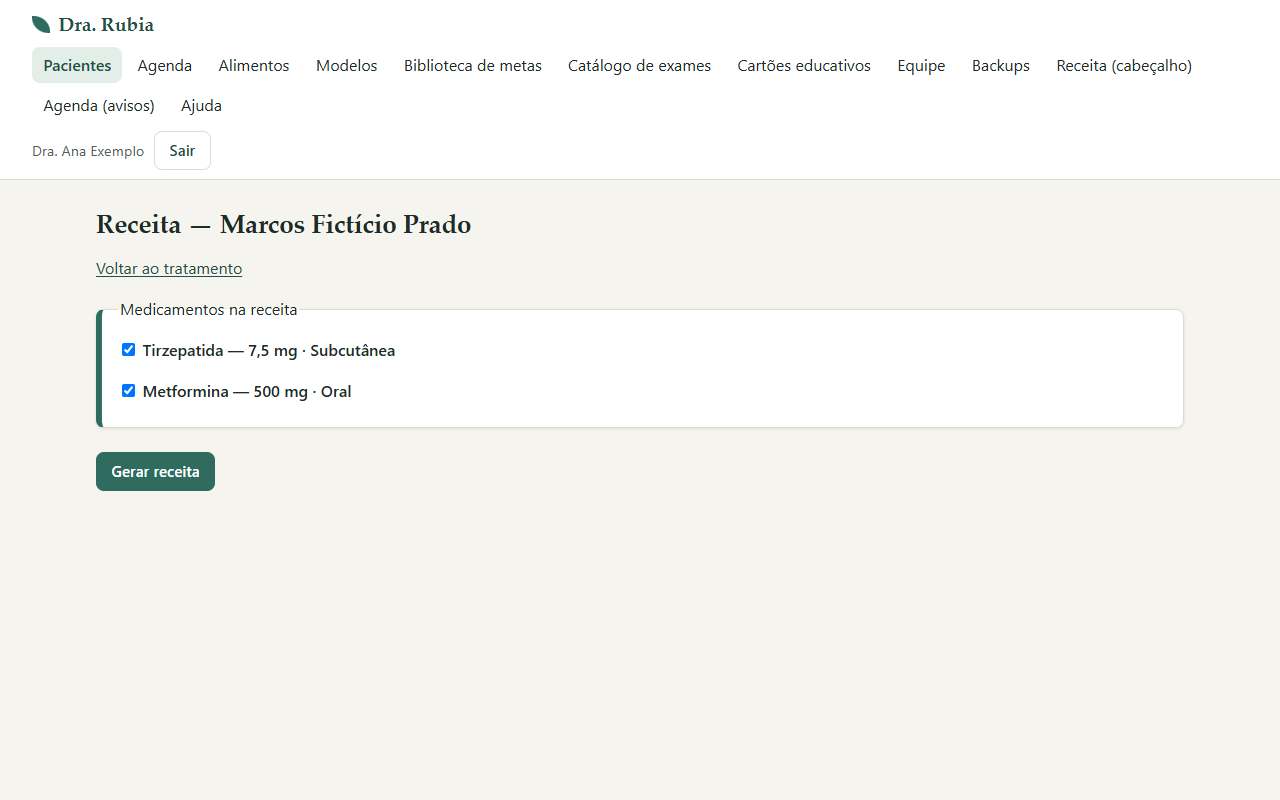 Dra. Rubia
Pacientes Agenda Alimentos Modelos Biblioteca de metas Catálogo de exames Cartões educativos Equipe Backups Receita (cabeçalho)
Agenda (avisos) Ajuda
Dra. Ana Exemplo Sair
Receita — Marcos Fictício Prado
Voltar ao tratamento
Medicamentos na receita
Tirzepatida — 7,5 mg · Subcutânea
Metformina — 500 mg · Oral
Gerar receita